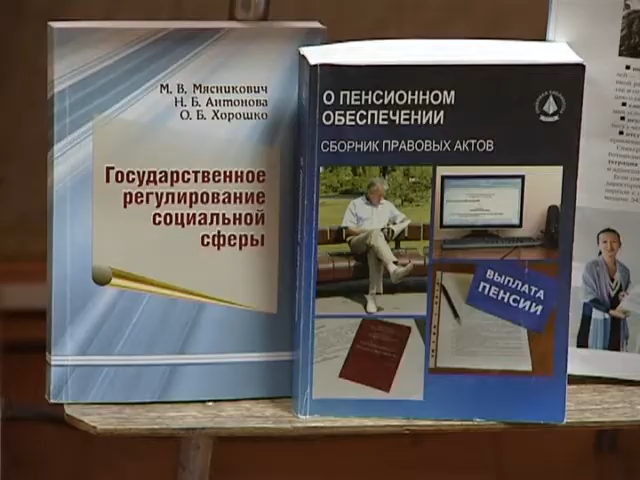 М. В. Мясникович
Н. Б. Антонова
О. Б. Хорошко
Государственное
регулирование
социальной
сферы
О ПЕНСИОННОМ
ОБЕСПЕЧЕНИИ
СБОРНИК ПРАВОВЫХ АКТОВ
ВЫПЛАТА
ПЕНСИИ